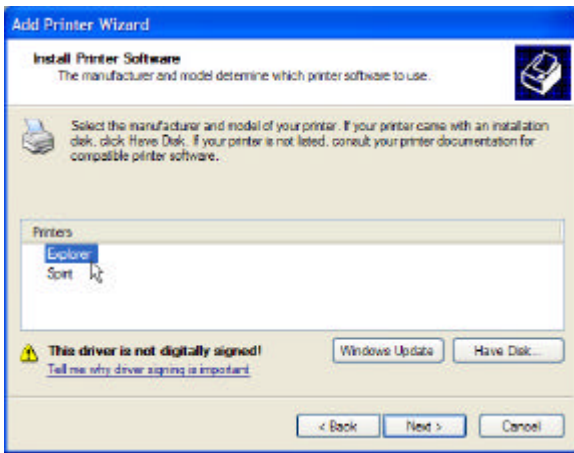 Add Printer Wizard
Install Printer Software
The manufacturer and model determine which printer software to use.
Select the manufacturer and model of your printer. If your printer came with an installation
disk, click Have Disk. If your printer is not listed, consult your printer documentation for
compatible printer software.
Printers
Explorer
Spirit
This driver is not digitally signed!
Tell me why driver signing is important
Windows Update
Have Disk...
< Back
Next >
Cancel